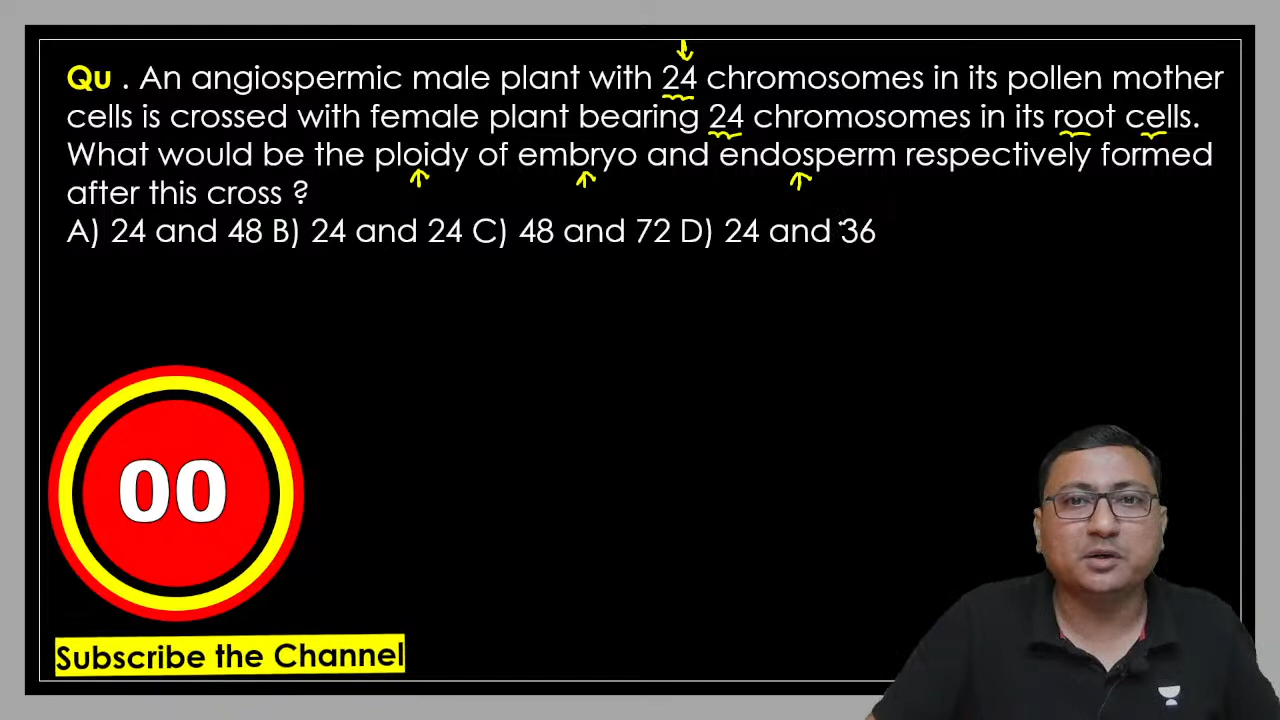 Qu . An angiospermic male plant with 24 chromosomes in its pollen mother
cells is crossed with female plant bearing 24 chromosomes in its root cells.
What would be the ploidy of embryo and endosperm respectively formed
after this cross ?
A) 24 and 48 B) 24 and 24 C) 48 and 72 D) 24 and 36
00
Subscribe the Channel